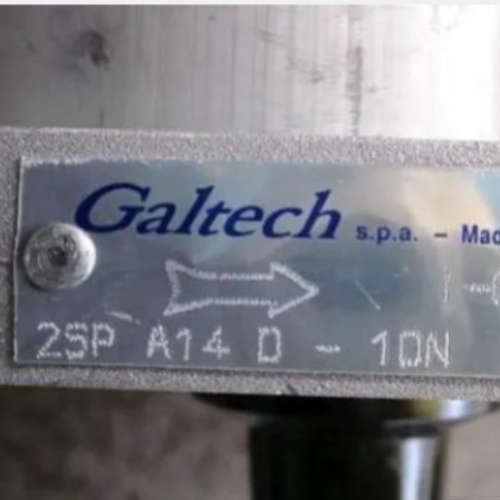 Galtech s.p.a. – Mad
2SP A14 D - 10N